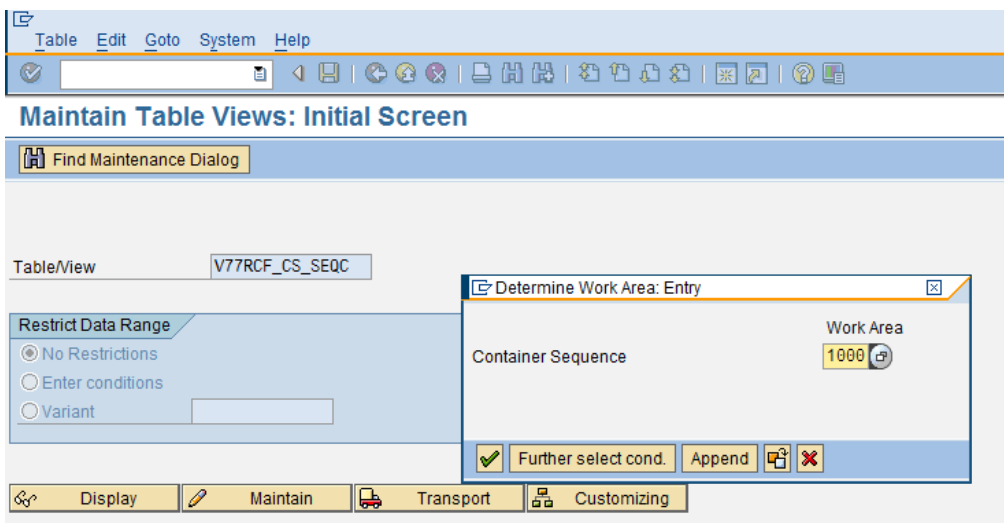 Table Edit Goto System Help
Maintain Table Views: Initial Screen
Find Maintenance Dialog
Table/View V77RCF_CS_SEQC
Determine Work Area: Entry
Restrict Data Range
Work Area
No Restrictions
Container Sequence 1000
Enter conditions
Variant
Further select cond. Append
Display Maintain Transport Customizing